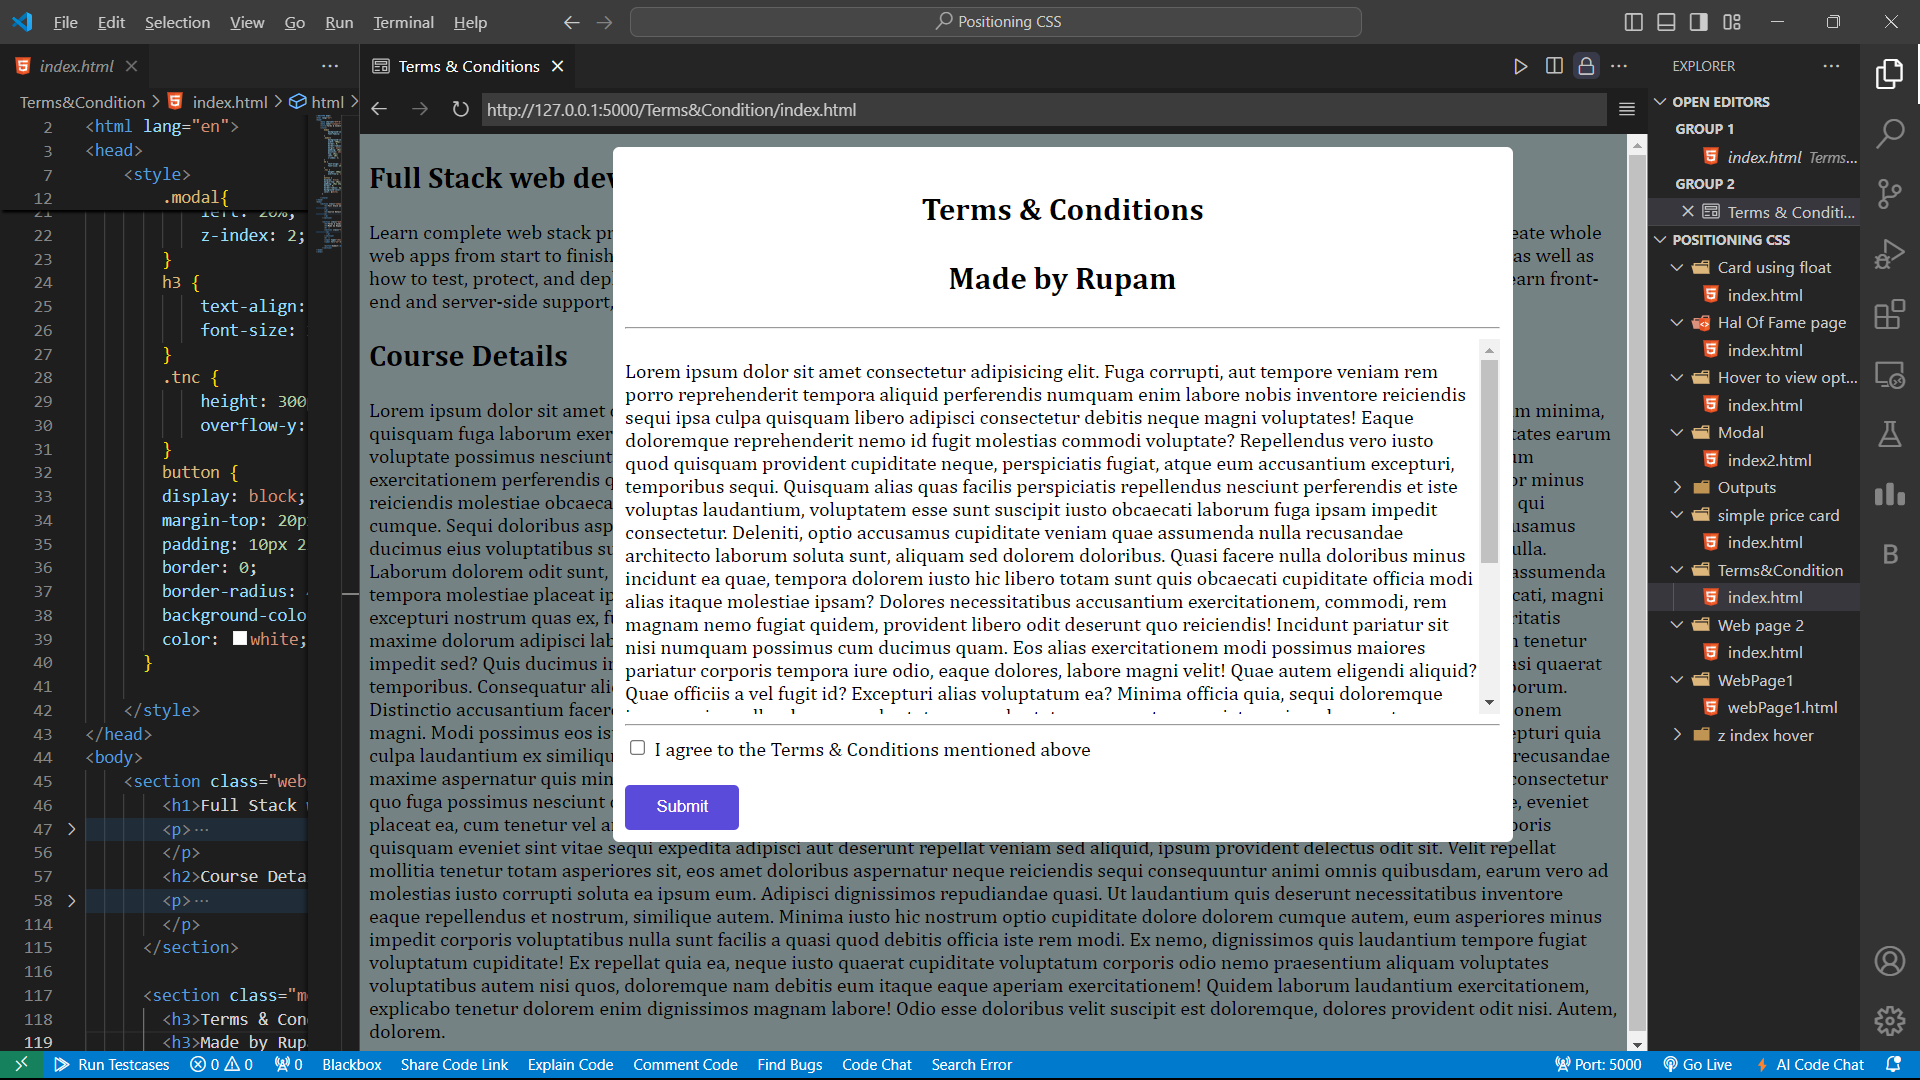 File Edit Selection View Go Run Terminal Help
Positioning CSS
index.html
Terms&Condition > index.html > html >
2 <html lang="en">
3 <head>
7 <style>
12 .modal{
21 left: 20%;
22 z-index: 2;
23 }
24 h3 {
25 text-align:
26 font-size:
27 }
28 .tnc {
29 height: 300
30 overflow-y:
31 }
32 button {
33 display: block;
34 margin-top: 20p
35 padding: 10px 2
36 border: 0;
37 border-radius:
38 background-colo
39 color: white;
40 }
41
42 </style>
43 </head>
44 <body>
45 <section class="web
46 <h1>Full Stack
47 <p>···
56 </p>
57 <h2>Course Deta
58 <p>···
114 </p>
115 </section>
116
117 <section class="m
118 <h3>Terms & Con
119 <h3>Made by Rup
Terms & Conditions
http://127.0.0.1:5000/Terms&Condition/index.html
Full Stack web dev
Learn complete web stack pr
eate whole
web apps from start to finish
as well as
how to test, protect, and dep
earn front-
end and server-side support,
Course Details
Lorem ipsum dolor sit amet
m minima,
quisquam fuga laborum exer
tates earum
voluptate possimus nesciunt
um
exercitationem perferendis q
or minus
reiciendis molestiae obcaeca
qui
cumque. Sequi doloribus asp
usamus
ducimus eius voluptatibus su
ulla.
Laborum dolorem odit sunt,
assumenda
tempora molestiae placeat ip
cati, magni
excepturi nostrum quas ex, fu
ritatis
maxime dolorum adipisci lab
n tenetur
impedit sed? Quis ducimus in
asi quaerat
temporibus. Consequatur ali
porum.
Distinctio accusantium facere
onem
magni. Modi possimus eos is
epturi quia
culpa laudantium ex similiqu
recusandae
maxime aspernatur quis min
consectetur
quo fuga possimus nesciunt
e, eveniet
placeat ea, cum tenetur vel a
poris
quisquam eveniet sint vitae sequi expedita adipisci aut deserunt repellat veniam sed aliquid, ipsum provident delectus odit sit. Velit repellat
mollitia tenetur totam asperiores sit, eos amet doloribus aspernatur neque reiciendis sequi consequuntur animi omnis quibusdam, earum vero ad
molestias iusto corrupti soluta ea ipsum eum. Adipisci dignissimos repudiandae quasi. Ut laudantium quis deserunt necessitatibus inventore
eaque repellendus et nostrum, similique autem. Minima iusto hic nostrum optio cupiditate dolore dolorem cumque autem, eum asperiores minus
impedit corporis voluptatibus nulla sunt facilis a quasi quod debitis officia iste rem modi. Ex nemo, dignissimos quis laudantium tempore fugiat
voluptatum cupiditate! Ex repellat quia ea, neque iusto quaerat cupiditate voluptatum corporis odio nemo praesentium aliquam voluptates
voluptatibus autem nisi quos, doloremque nam debitis eum itaque eaque aperiam exercitationem! Quidem laborum laudantium exercitationem,
explicabo tenetur dolorem enim dignissimos magnam labore! Odio esse doloribus velit suscipit est doloremque, dolores provident odit nisi. Autem,
dolorem.
Terms & Conditions
Made by Rupam
Lorem ipsum dolor sit amet consectetur adipisicing elit. Fuga corrupti, aut tempore veniam rem
porro reprehenderit tempora aliquid perferendis numquam enim labore nobis inventore reiciendis
sequi ipsa culpa quisquam libero adipisci consectetur debitis neque magni voluptates! Eaque
doloremque reprehenderit nemo id fugit molestias commodi voluptate? Repellendus vero iusto
quod quisquam provident cupiditate neque, perspiciatis fugiat, atque eum accusantium excepturi,
temporibus sequi. Quisquam alias quas facilis perspiciatis repellendus nesciunt perferendis et iste
voluptas laudantium, voluptatem esse sunt suscipit iusto obcaecati laborum fuga ipsam impedit
consectetur. Deleniti, optio accusamus cupiditate veniam quae assumenda nulla recusandae
architecto laborum soluta sunt, aliquam sed dolorem doloribus. Quasi facere nulla doloribus minus
incidunt ea quae, tempora dolorem iusto hic libero totam sunt quis obcaecati cupiditate officia modi
alias itaque molestiae ipsam? Dolores necessitatibus accusantium exercitationem, commodi, rem
magnam nemo fugiat quidem, provident libero odit deserunt quo reiciendis! Incidunt pariatur sit
nisi numquam possimus cum ducimus quam. Eos alias exercitationem modi possimus maiores
pariatur corporis tempora iure odio, eaque dolores, labore magni velit! Quae autem eligendi aliquid?
Quae officiis a vel fugit id? Excepturi alias voluptatum ea? Minima officia quia, sequi doloremque
I agree to the Terms & Conditions mentioned above
Submit
EXPLORER
OPEN EDITORS
GROUP 1
index.html Terms...
GROUP 2
Terms & Conditi...
POSITIONING CSS
Card using float
index.html
Hal Of Fame page
index.html
Hover to view opt...
index.html
Modal
index2.html
Outputs
simple price card
index.html
Terms&Condition
index.html
Web page 2
index.html
WebPage1
webPage1.html
z index hover
B
Run Testcases 0 0 0 Blackbox Share Code Link Explain Code Comment Code Find Bugs Code Chat Search Error Port: 5000 Go Live AI Code Chat